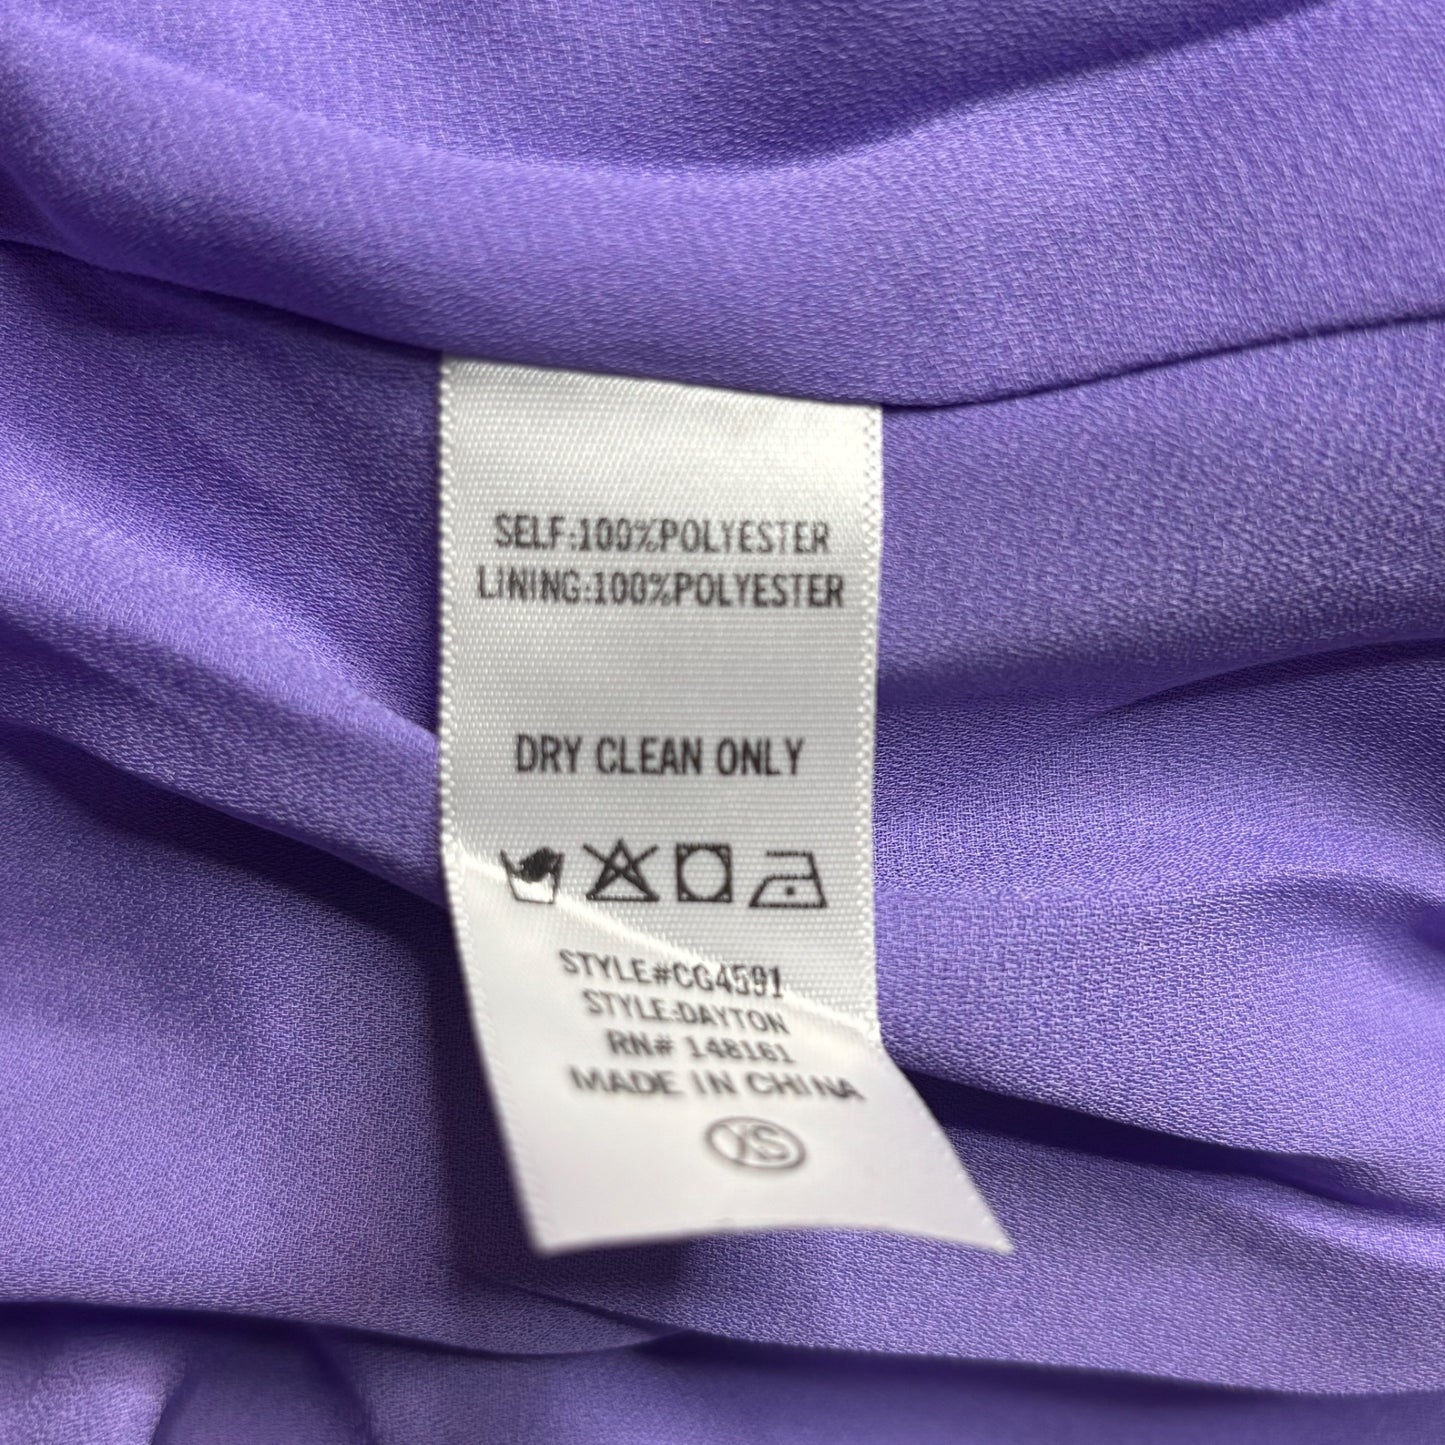 SELF:100%POLYESTER
LINING:100%POLYESTER
DRY CLEAN ONLY
STYLE#CG4591
STYLE:DAYTON
RN# 148161
MADE IN CHINA
XS